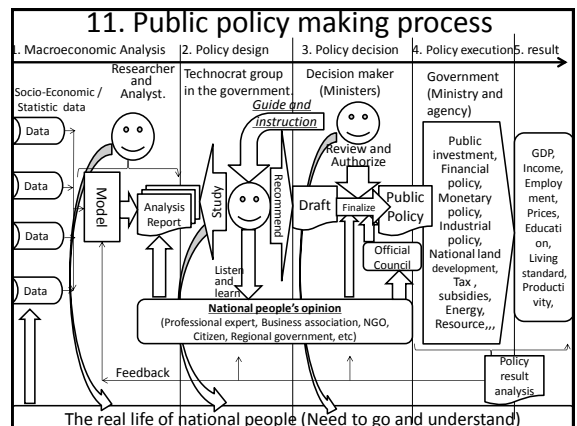 11. Public policy making process
1. Macroeconomic Analysis
2. Policy design
3. Policy decision
4. Policy execution
5. result
Socio-Economic /
Statistic data
Data
Data
Data
Data
Researcher
and
Analyst.
Model
Analysis
Report
Technocrat group
in the government.
Guide and
instruction
Study
Recommend
Listen
and
learn
Decision maker
(Ministers)
Review and
Authorize
Draft
Finalize
Public
Policy
Official
Council
National people's opinion
(Professional expert, Business association, NGO,
Citizen, Regional government, etc)
Government
(Ministry and
agency)
Public
investment,
Financial
policy,
Monetary
policy,
Industrial
policy,
National land
development,
Tax ,
subsidies,
Energy,
Resource,,,
GDP,
Income,
Employ
ment,
Prices,
Educati
on,
Living
standard,
Producti
vity,
Feedback
Policy
result
analysis
The real life of national people (Need to go and understand)